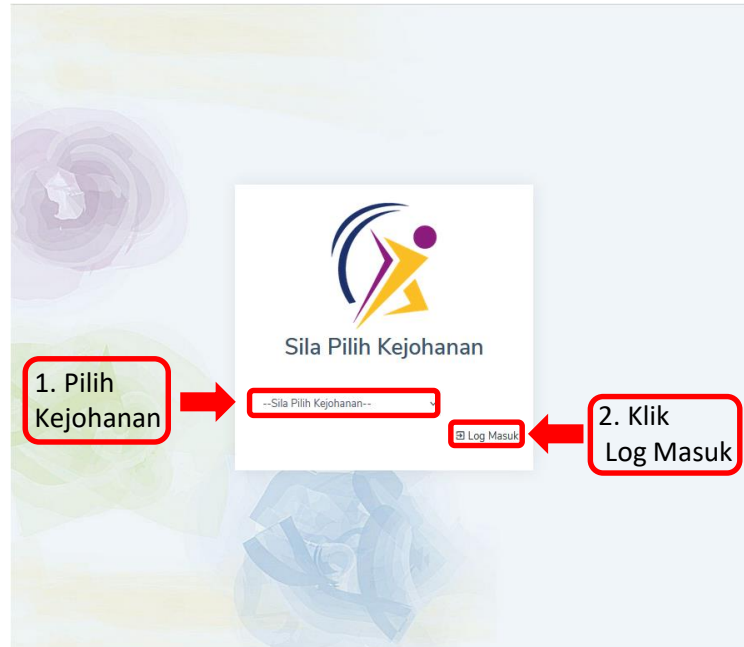 Sila Pilih Kejohanan
1. Pilih
Kejohanan
--Sila Pilih Kejohanan--
Log Masuk
2. Klik
Log Masuk